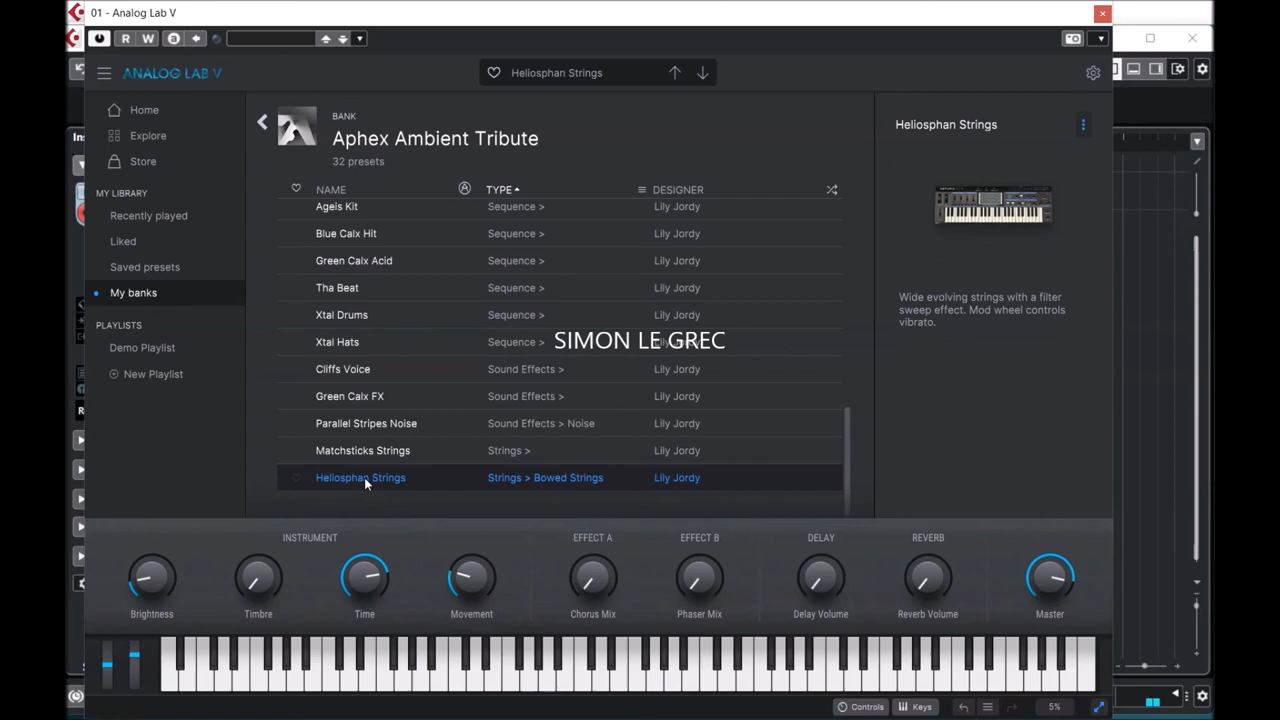 01 - Analog Lab V
R W
ANALOG LAB V
Heliosphan Strings
Home
Explore
Store
MY LIBRARY
Recently played
Liked
Saved presets
My banks
PLAYLISTS
Demo Playlist
New Playlist
BANK
Aphex Ambient Tribute
32 presets
NAME TYPE DESIGNER
Ageis Kit Sequence > Lily Jordy
Blue Calx Hit Sequence > Lily Jordy
Green Calx Acid Sequence > Lily Jordy
Tha Beat Sequence > Lily Jordy
Xtal Drums Sequence > Lily Jordy
Xtal Hats Sequence > Lily Jordy
SIMON LE GREC
Cliffs Voice Sound Effects > Lily Jordy
Green Calx FX Sound Effects > Lily Jordy
Parallel Stripes Noise Sound Effects > Noise Lily Jordy
Matchsticks Strings Strings > Lily Jordy
Heliosphan Strings Strings > Bowed Strings Lily Jordy
Heliosphan Strings
Wide evolving strings with a filter
sweep effect. Mod wheel controls
vibrato.
INSTRUMENT EFFECT A EFFECT B DELAY REVERB
Brightness Timbre Time Movement Chorus Mix Phaser Mix Delay Volume Reverb Volume Master
Controls Keys 5%